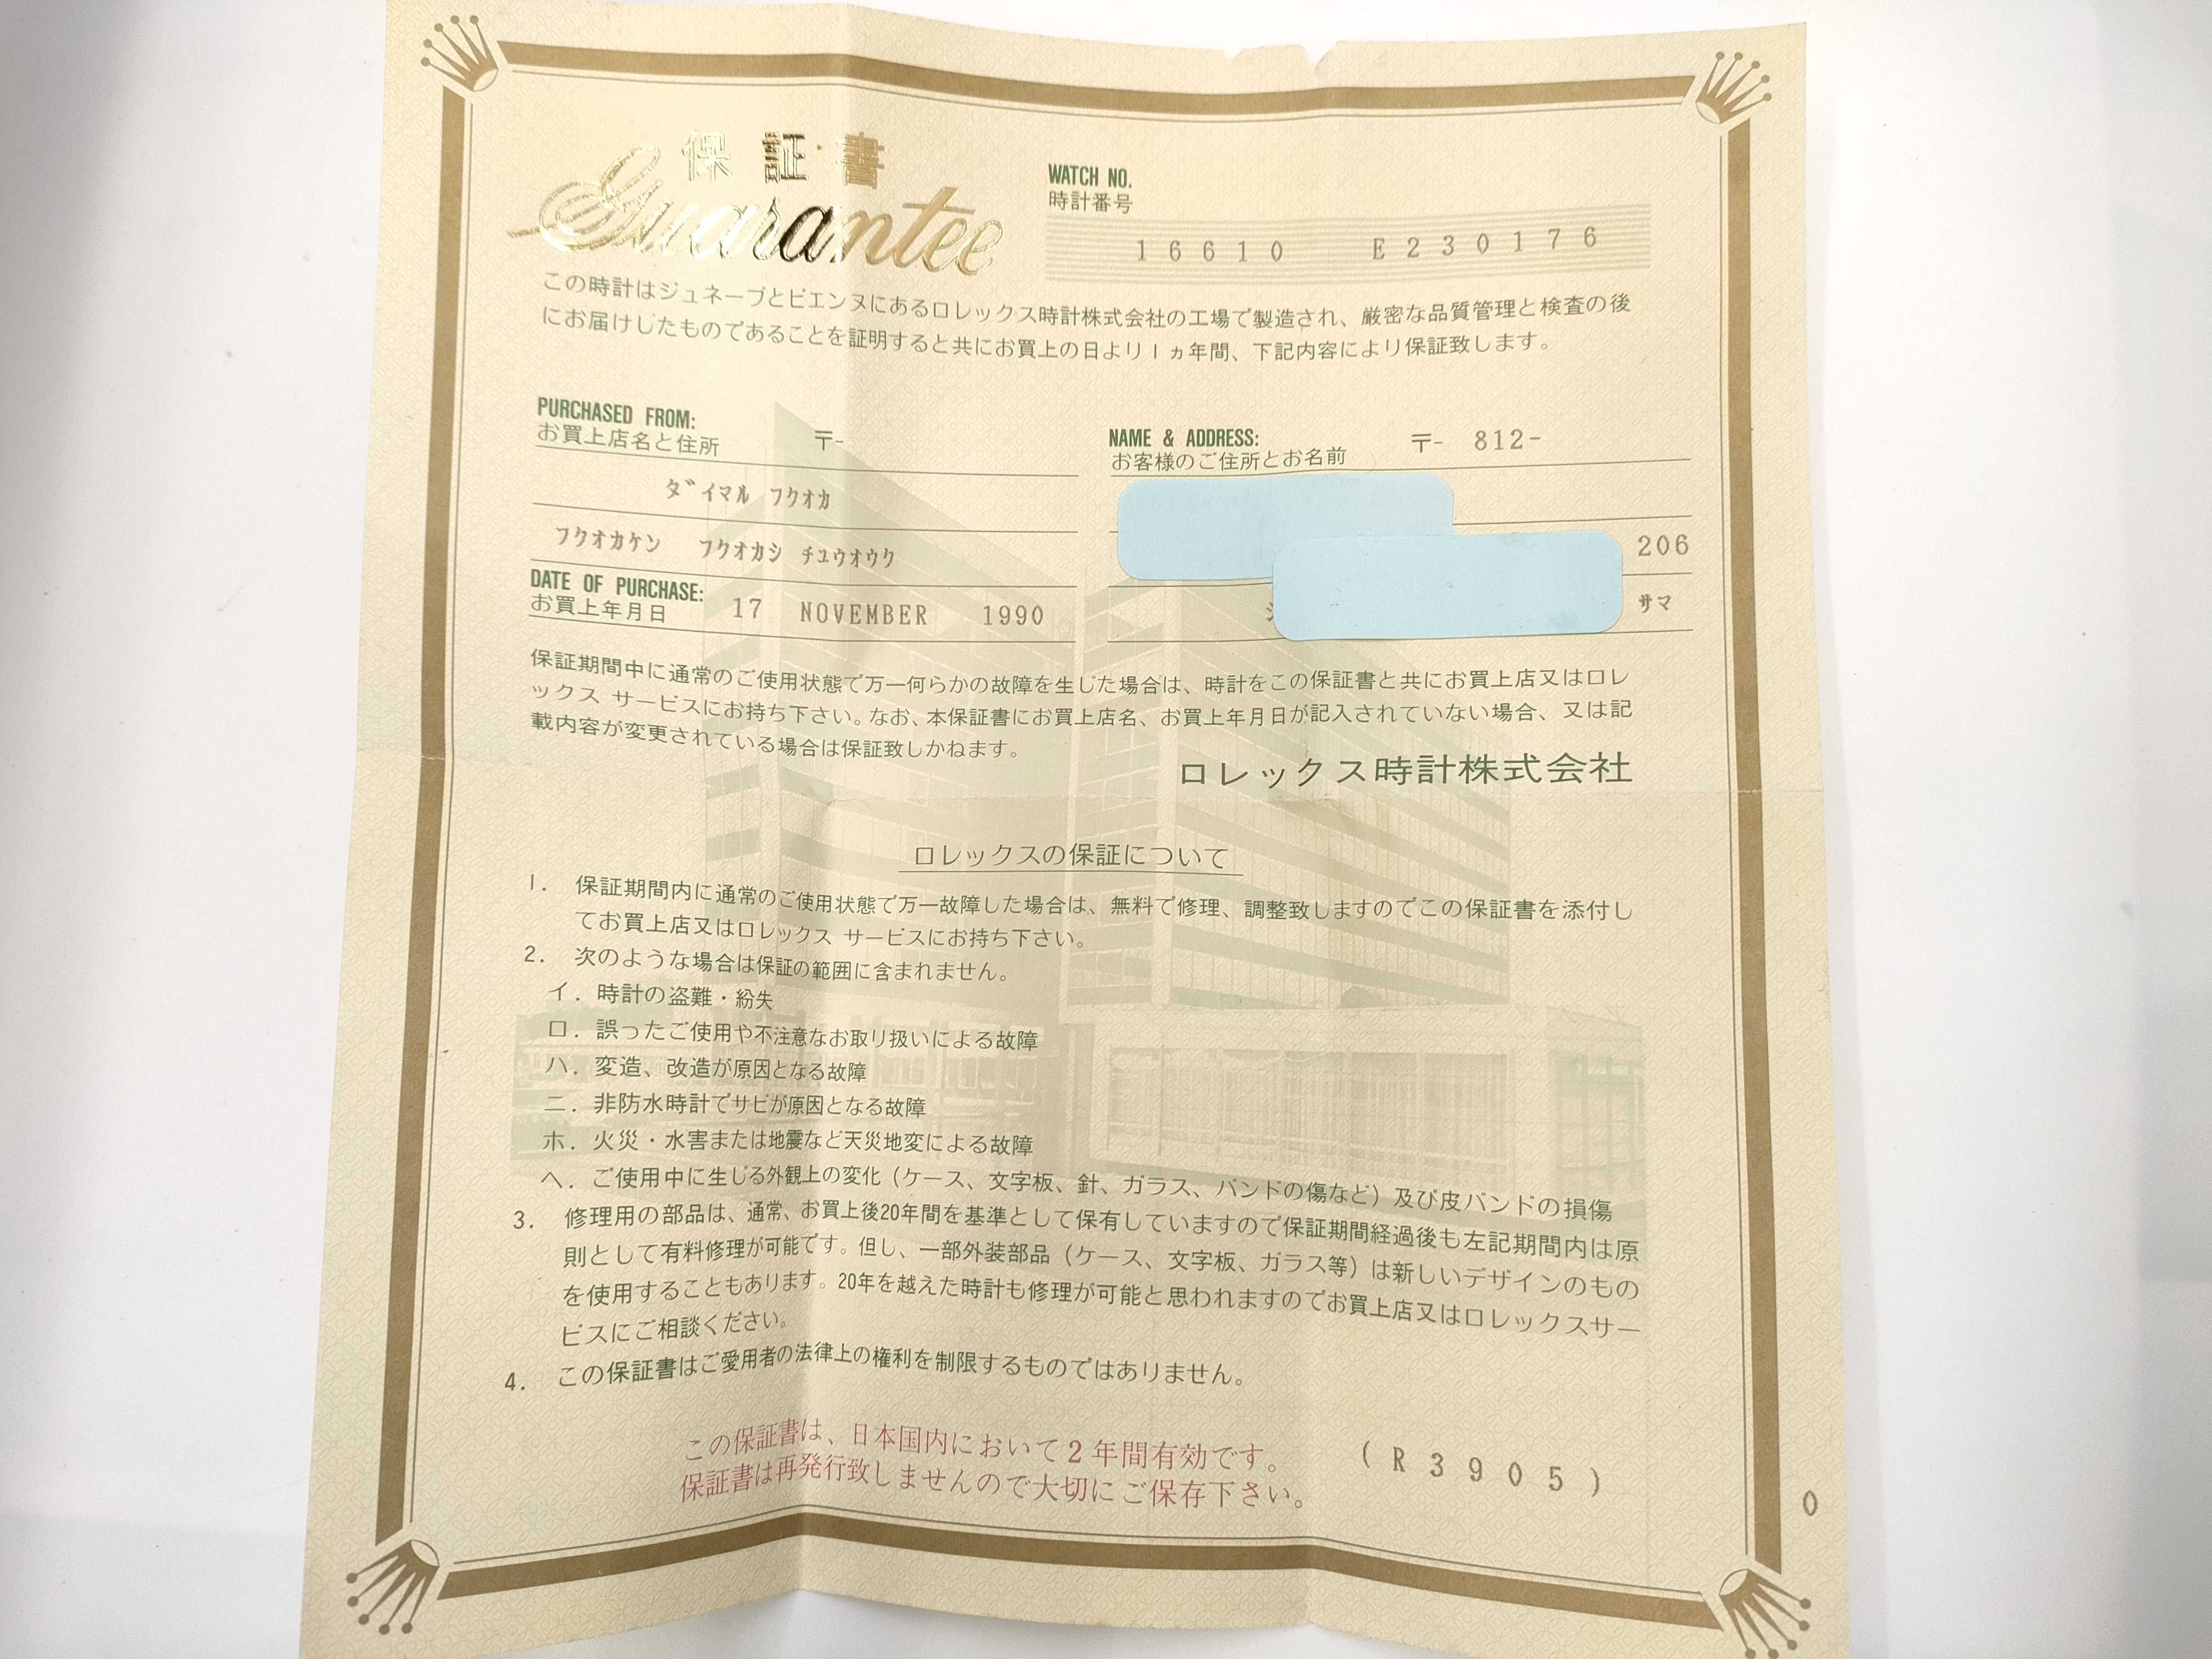 保証書
Guarantee
WATCH NO.
時計番号
16610 E230176
この時計はジュネーブとビエンヌにあるロレックス時計株式会社の工場で製造され、厳密な品質管理と検査の後
にお届けしたものであることを証明すると共にお買上の日より1ヵ年間、下記内容により保証致します。
PURCHASED FROM:
お買上店名と住所 〒-
ダイマル フクオカ
フクオカケン フクオカシ チユウオウク
DATE OF PURCHASE:
お買上年月日 17 NOVEMBER 1990
NAME & ADDRESS:
お客様のご住所とお名前 〒- 812-
206
サマ
保証期間中に通常のご使用状態で万一何らかの故障を生じた場合は、時計をこの保証書と共にお買上店又はロレ
ックス サービスにお持ち下さい。なお、本保証書にお買上店名、お買上年月日が記入されていない場合、又は記
載内容が変更されている場合は保証致しかねます。
ロレックス時計株式会社
ロレックスの保証について
1. 保証期間内に通常のご使用状態で万一故障した場合は、無料で修理、調整致しますのでこの保証書を添付し
てお買上店又はロレックス サービスにお持ち下さい。
2. 次のような場合は保証の範囲に含まれません。
イ. 時計の盗難・紛失
ロ. 誤ったご使用や不注意なお取り扱いによる故障
ハ. 変造、改造が原因となる故障
ニ. 非防水時計でサビが原因となる故障
ホ. 火災・水害または地震など天災地変による故障
ヘ. ご使用中に生じる外観上の変化（ケース、文字板、針、ガラス、バンドの傷など）及び皮バンドの損傷
3. 修理用の部品は、通常、お買上後20年間を基準として保有していますので保証期間経過後も左記期間内は原
則として有料修理が可能です。但し、一部外装部品（ケース、文字板、ガラス等）は新しいデザインのもの
を使用することもあります。20年を越えた時計も修理が可能と思われますのでお買上店又はロレックスサー
ビスにご相談ください。
4. この保証書はご愛用者の法律上の権利を制限するものではありません。
この保証書は、日本国内において2年間有効です。
保証書は再発行致しませんので大切にご保存下さい。
(R3905)
0